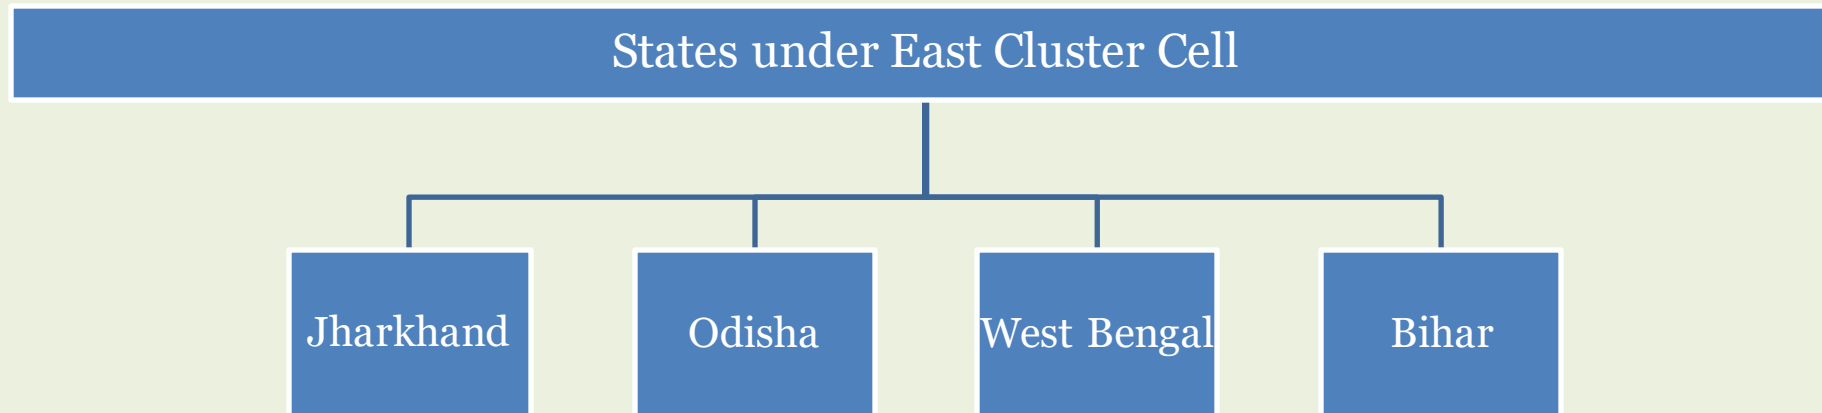 States under East Cluster Cell
Jharkhand
Odisha
West Bengal
Bihar